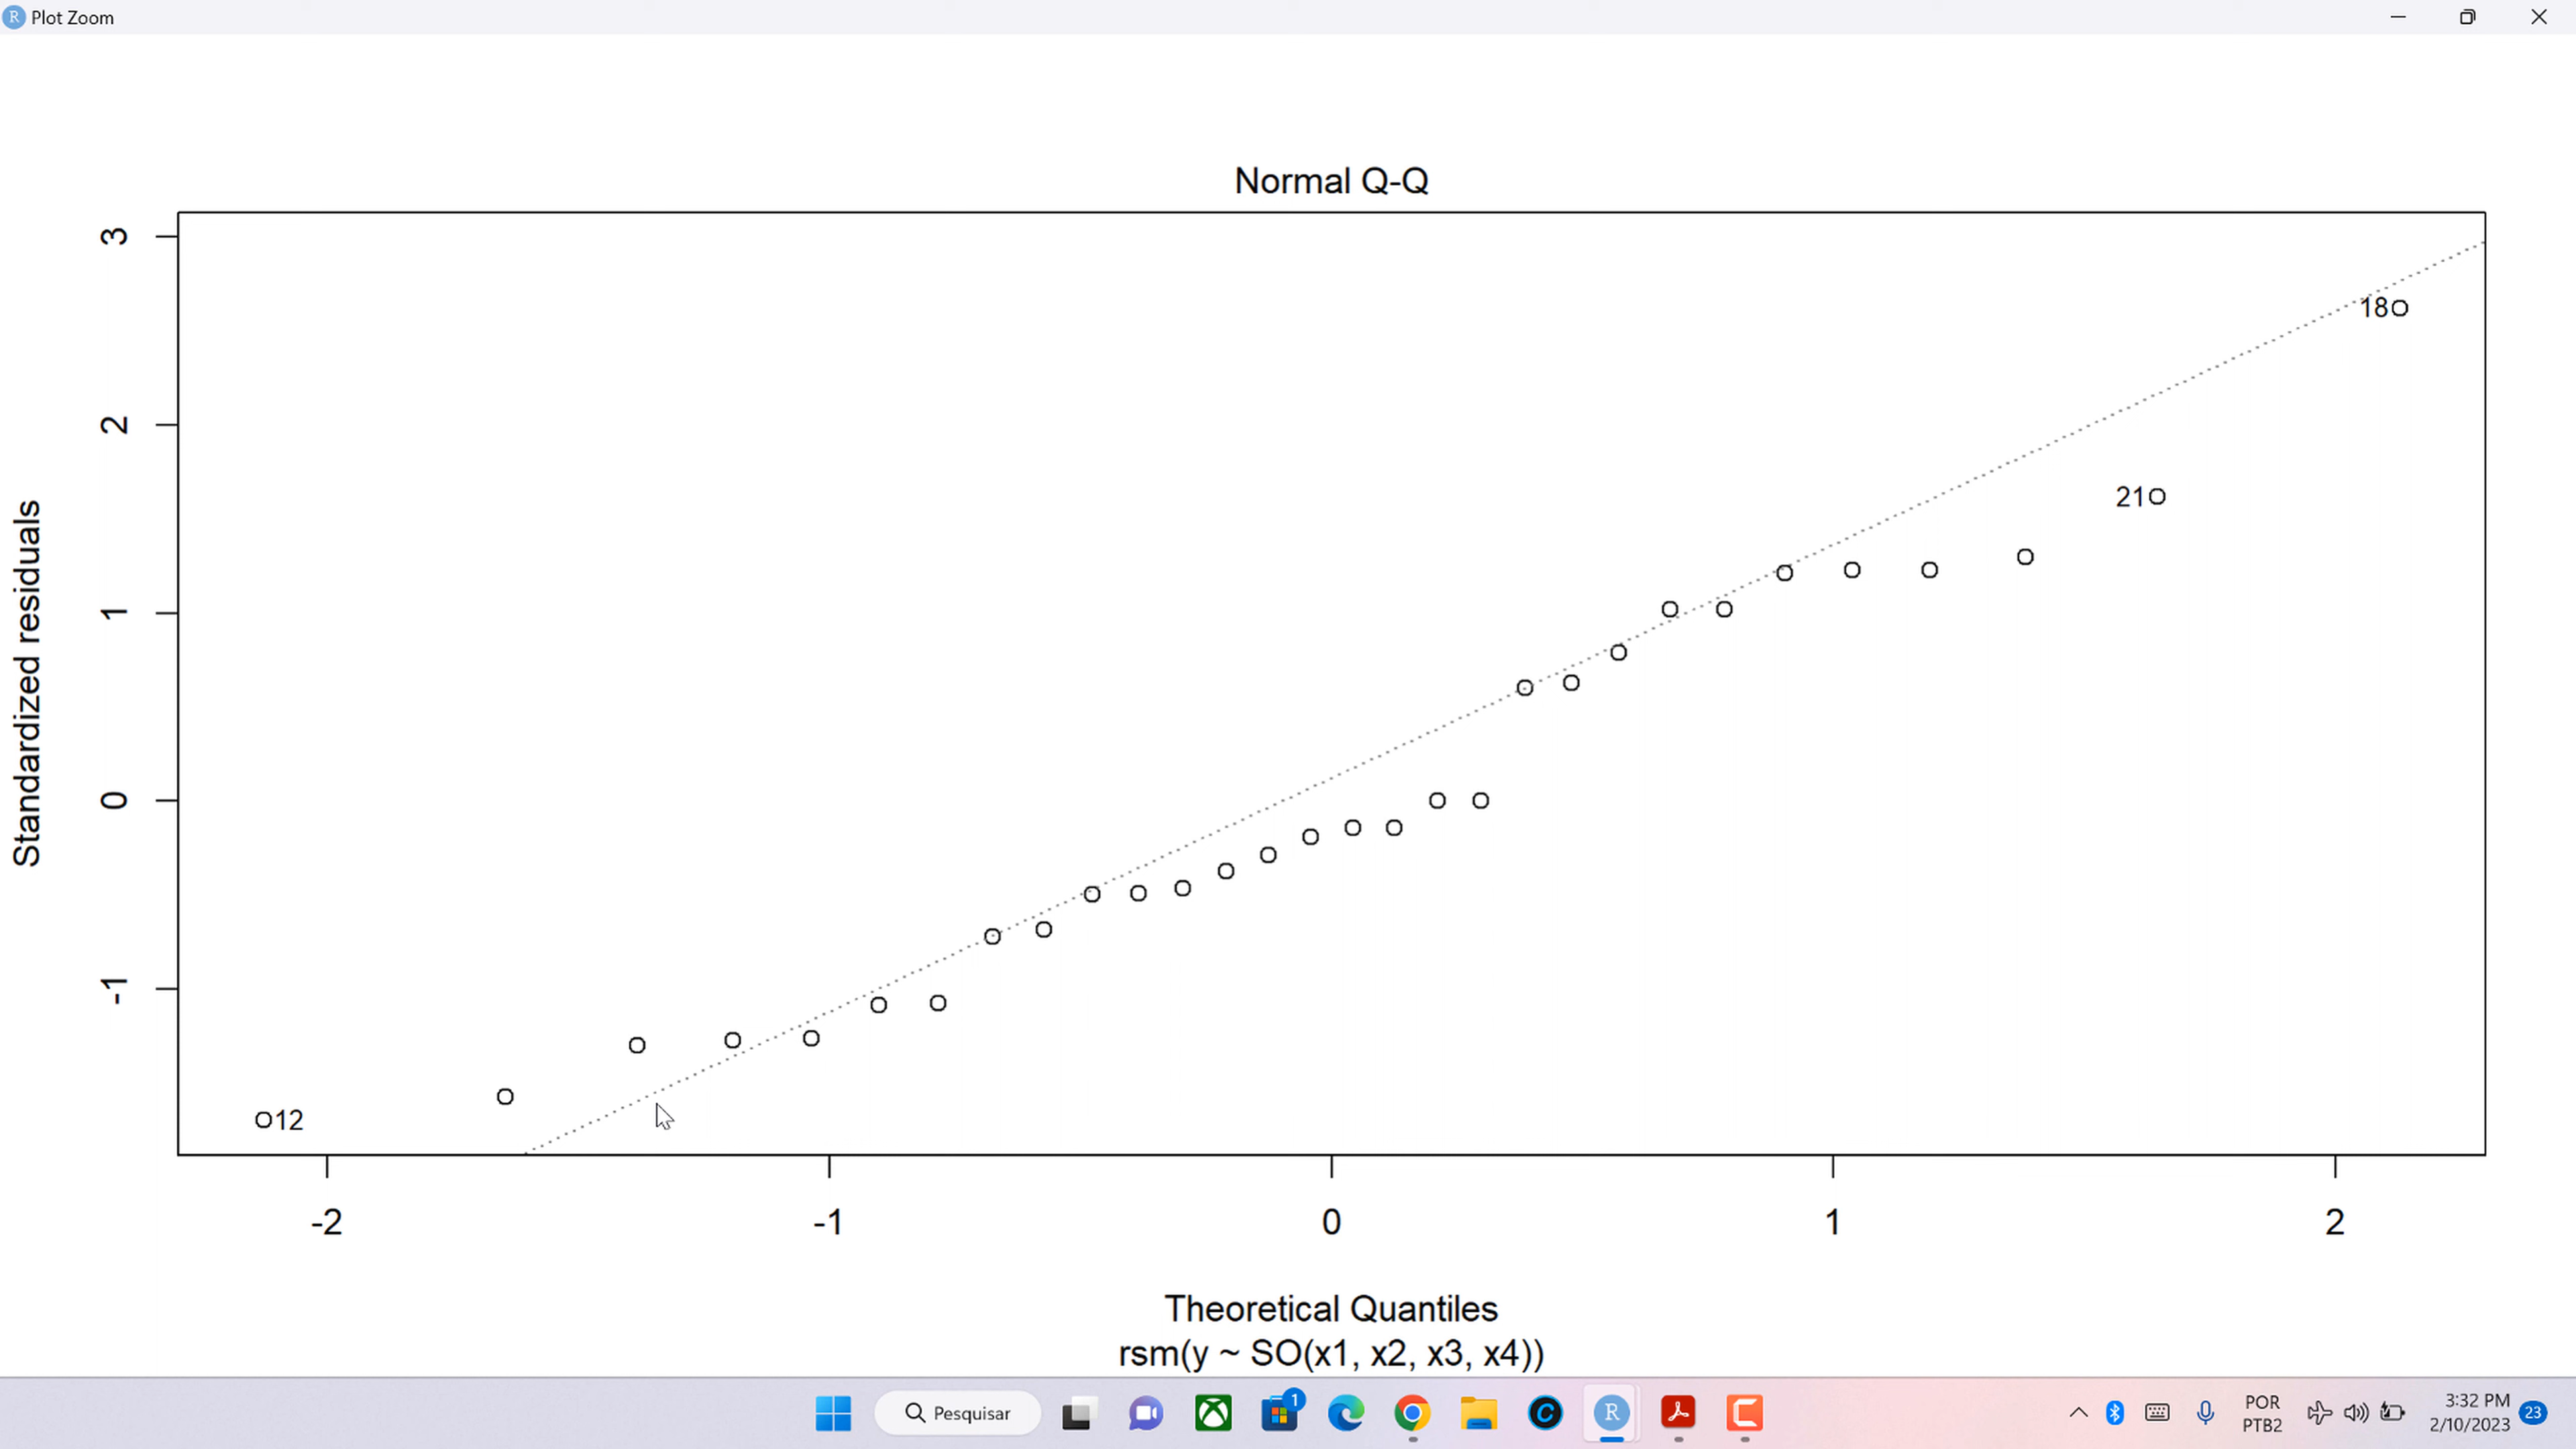 Plot Zoom
Normal Q-Q
3
2
1
0
-1
Standardized residuals
18
21
12
-2
-1
0
1
2
Theoretical Quantiles
rsm(y ~ SO(x1, x2, x3, x4))
1
Pesquisar
POR
PTB2
3:32 PM
2/10/2023
23